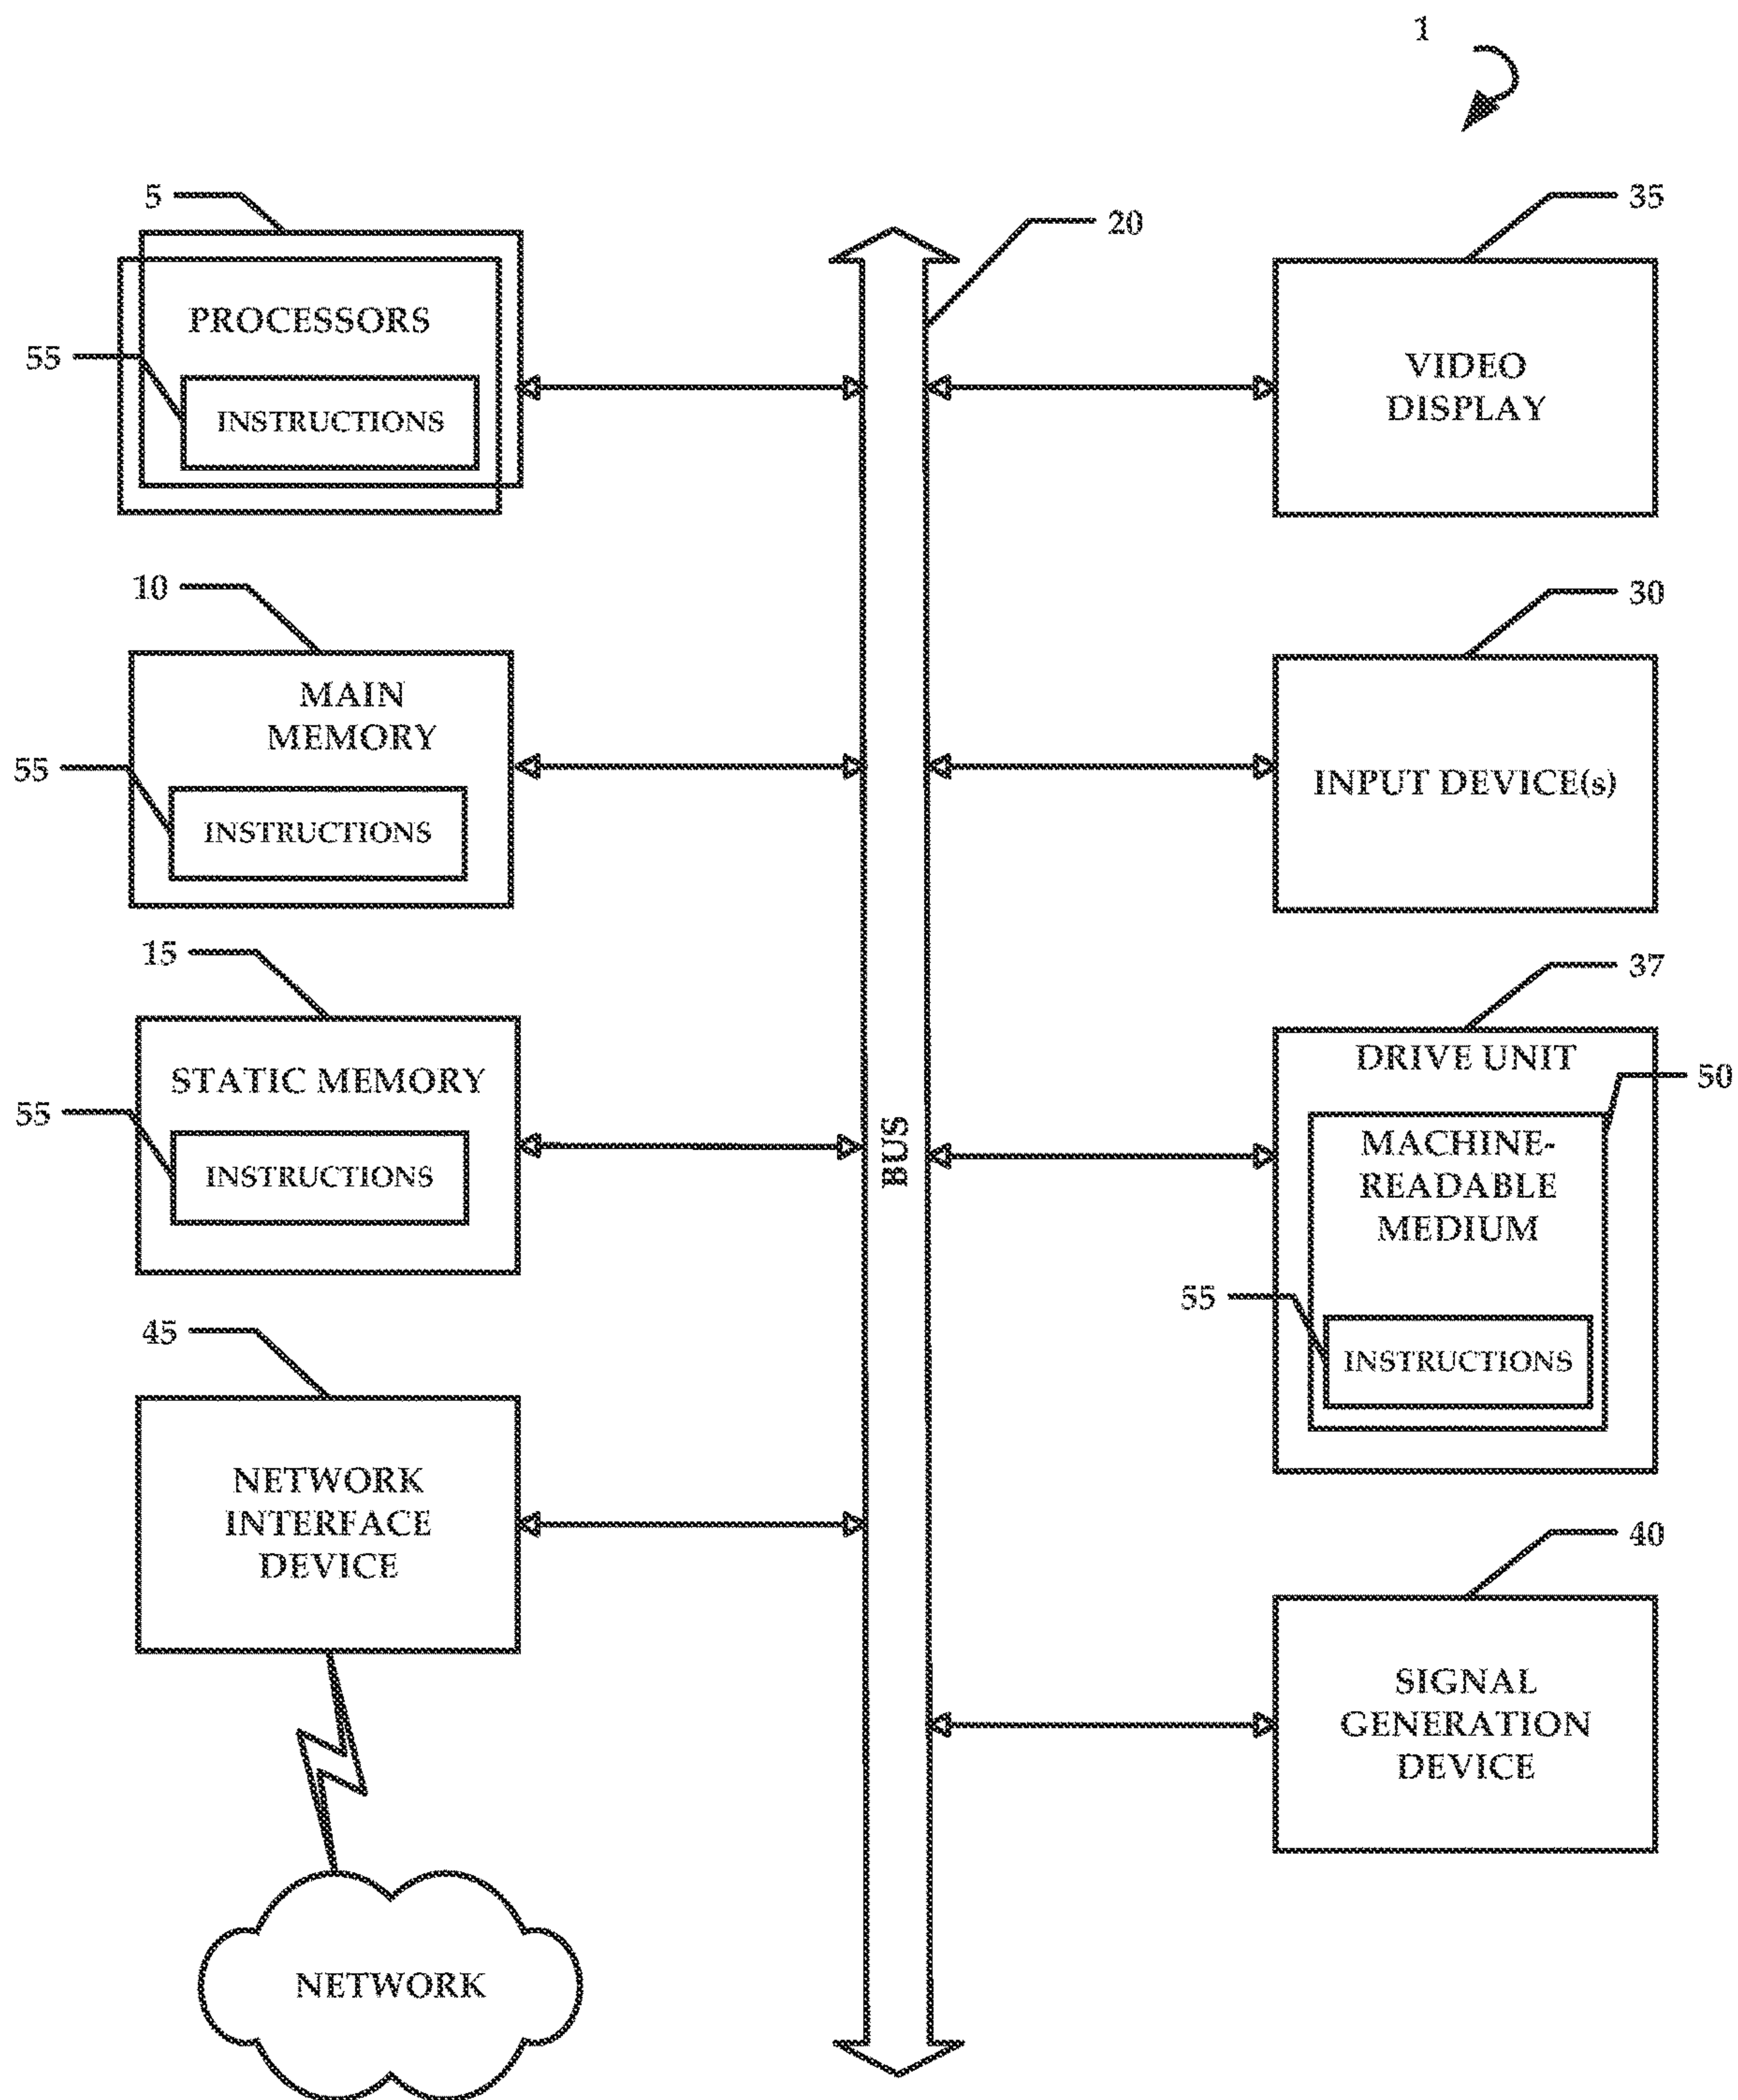 1
5
PROCESSORS
55
INSTRUCTIONS
10
MAIN
MEMORY
55
INSTRUCTIONS
15
STATIC MEMORY
55
INSTRUCTIONS
45
NETWORK
INTERFACE
DEVICE
NETWORK
20
BUS
35
VIDEO
DISPLAY
30
INPUT DEVICE(s)
37
DRIVE UNIT
50
MACHINE-
READABLE
MEDIUM
55
INSTRUCTIONS
40
SIGNAL
GENERATION
DEVICE